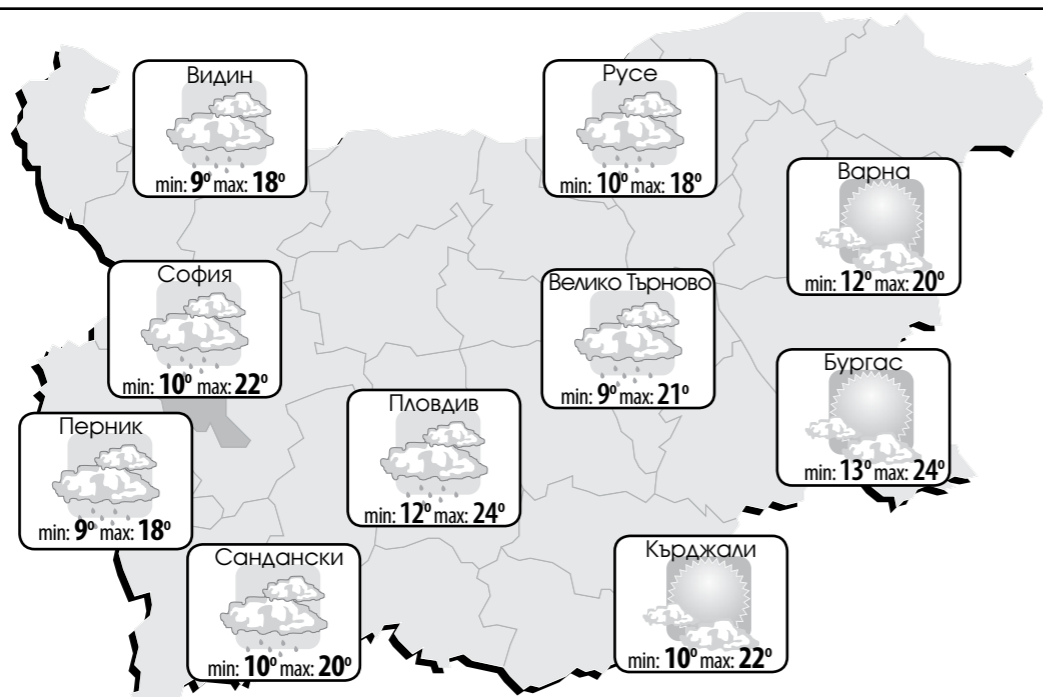 Видин
min: 9° max: 18°
Русе
min: 10° max: 18°
Варна
min: 12° max: 20°
София
min: 10° max: 22°
Велико Търново
min: 9° max: 21°
Бургас
min: 13° max: 24°
Пловдив
min: 12° max: 24°
Перник
min: 9° max: 18°
Сандански
min: 10° max: 20°
Кърджали
min: 10° max: 22°